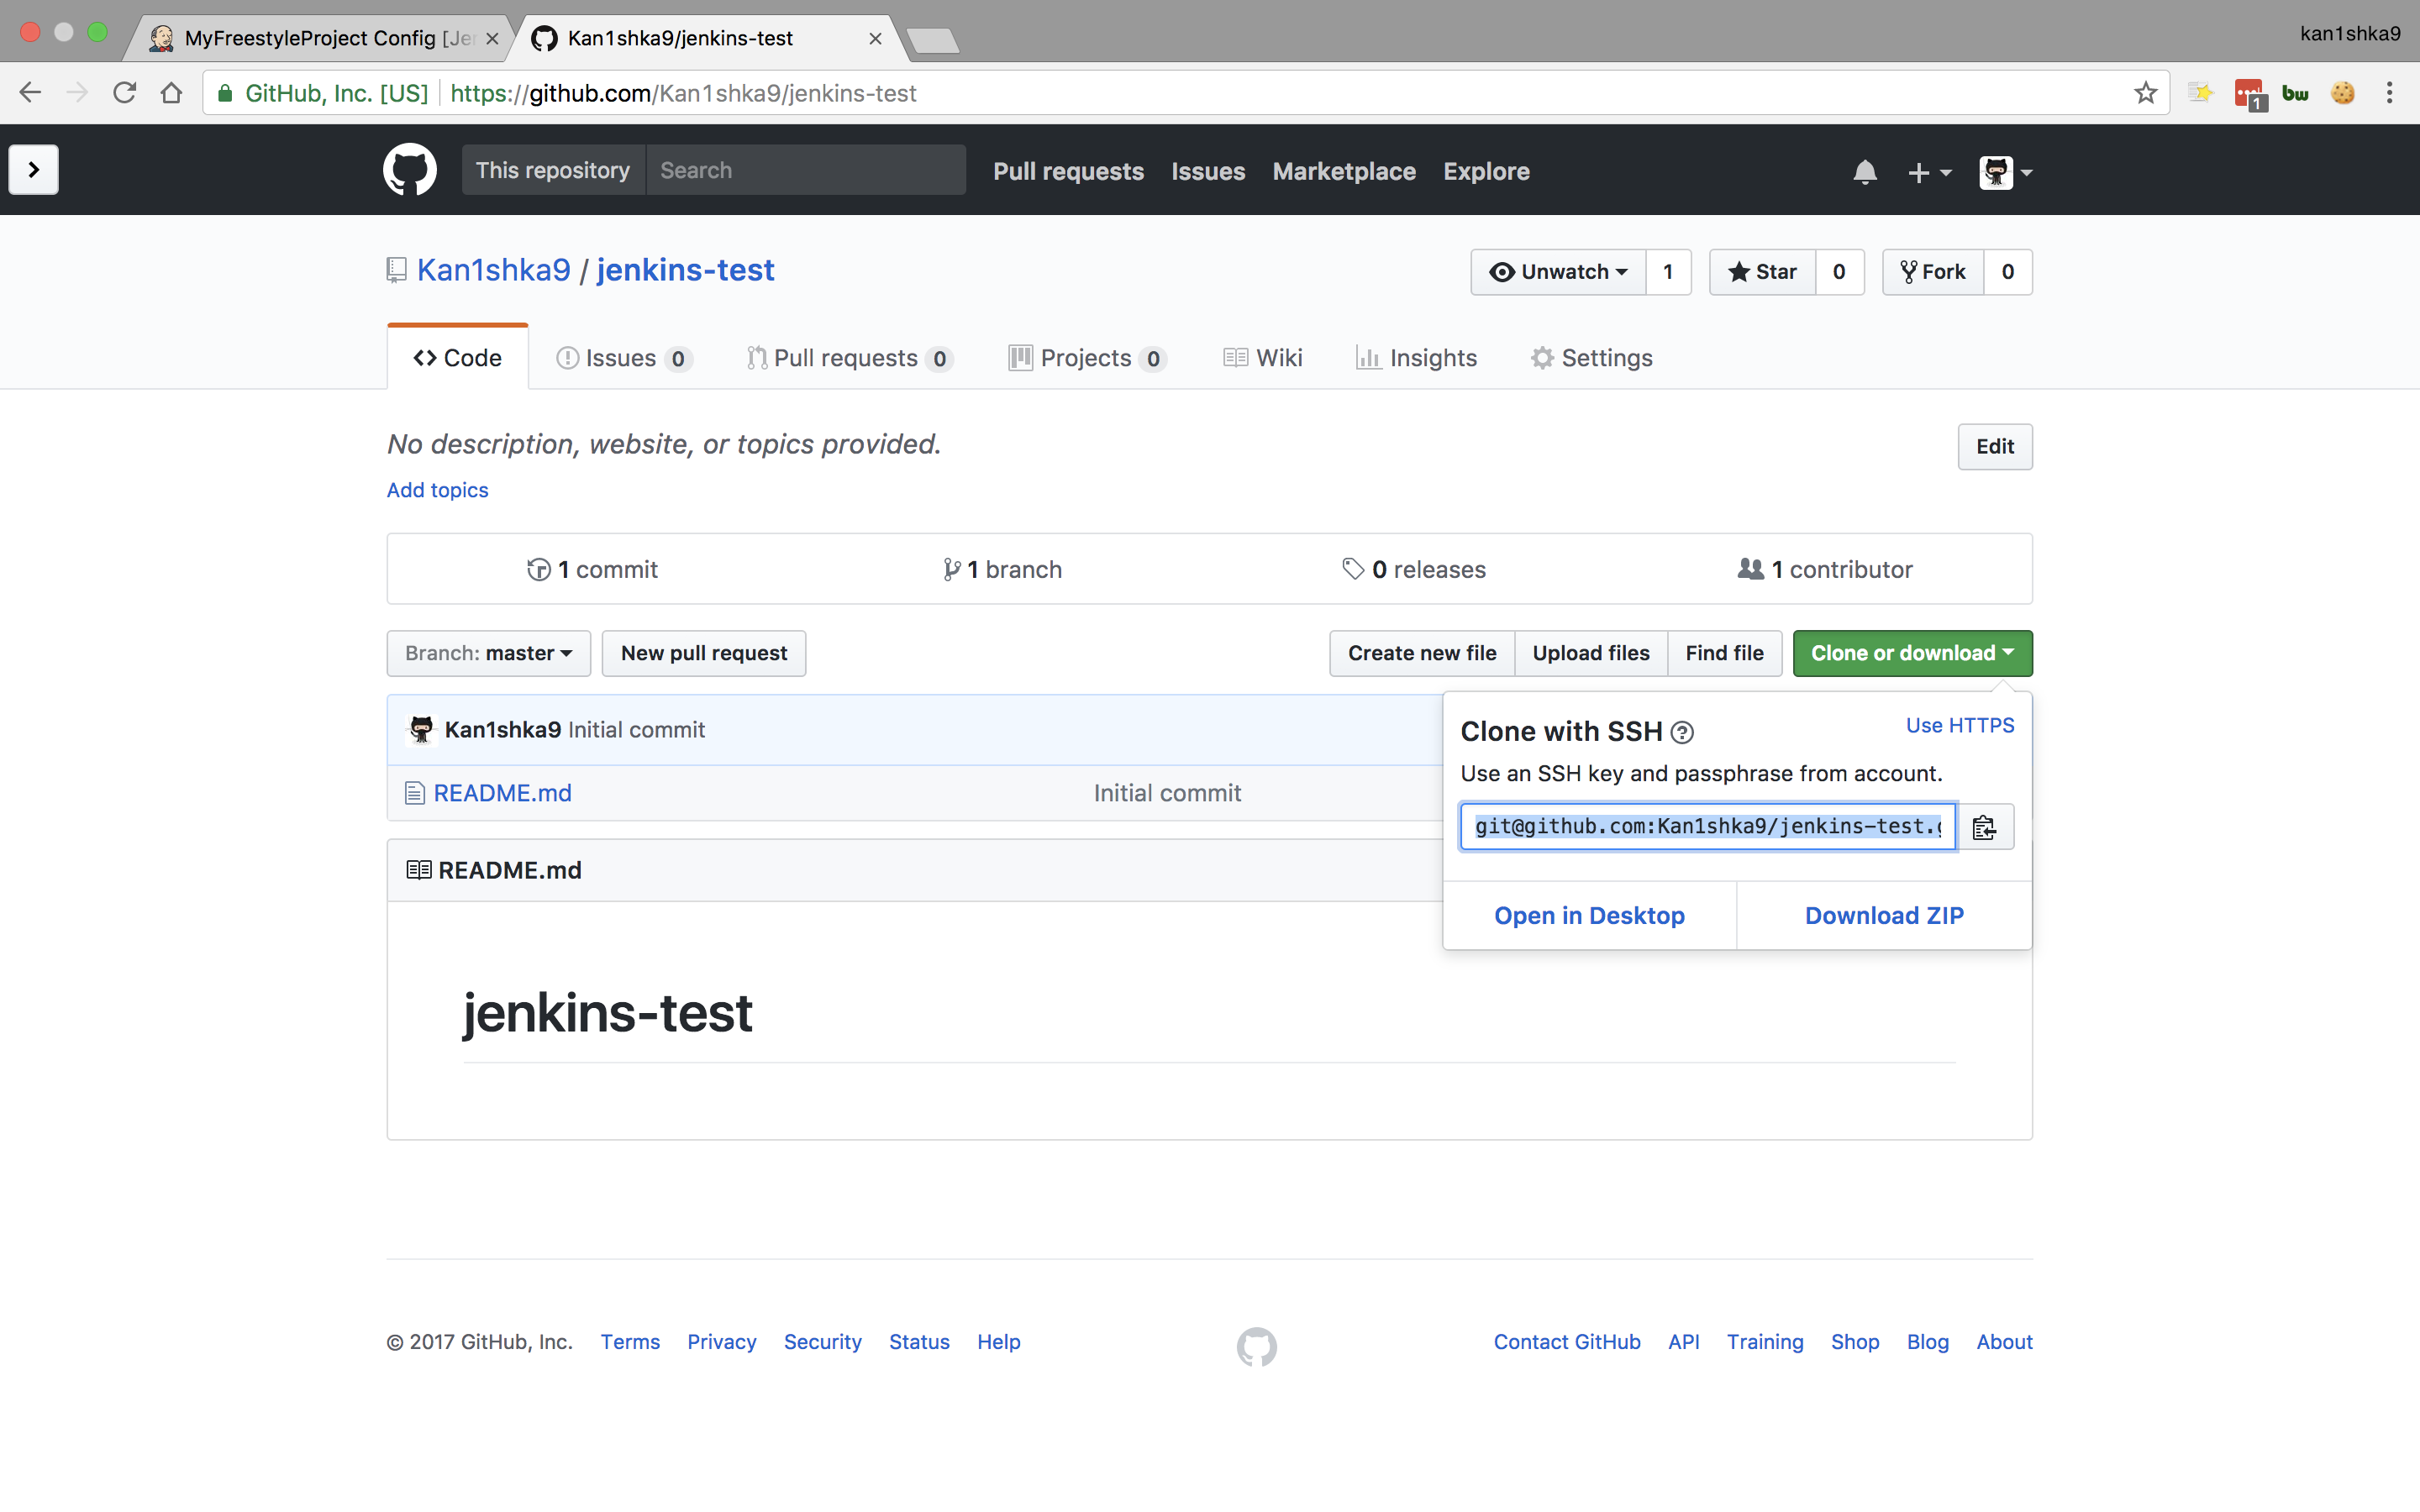 MyFreestyleProject Config [Je
Kan1shka9/jenkins-test
kan1shka9
GitHub, Inc. [US] https://github.com/Kan1shka9/jenkins-test
1
bw
This repository Search Pull requests Issues Marketplace Explore
Kan1shka9 / jenkins-test
Unwatch 1 Star 0 Fork 0
Code Issues 0 Pull requests 0 Projects 0 Wiki Insights Settings
No description, website, or topics provided.
Edit
Add topics
1 commit 1 branch 0 releases 1 contributor
Branch: master New pull request Create new file Upload files Find file Clone or download
Kan1shka9 Initial commit
README.md Initial commit
Clone with SSH Use HTTPS
Use an SSH key and passphrase from account.
git@github.com:Kan1shka9/jenkins-test.g
Open in Desktop Download ZIP
README.md
jenkins-test
© 2017 GitHub, Inc. Terms Privacy Security Status Help
Contact GitHub API Training Shop Blog About